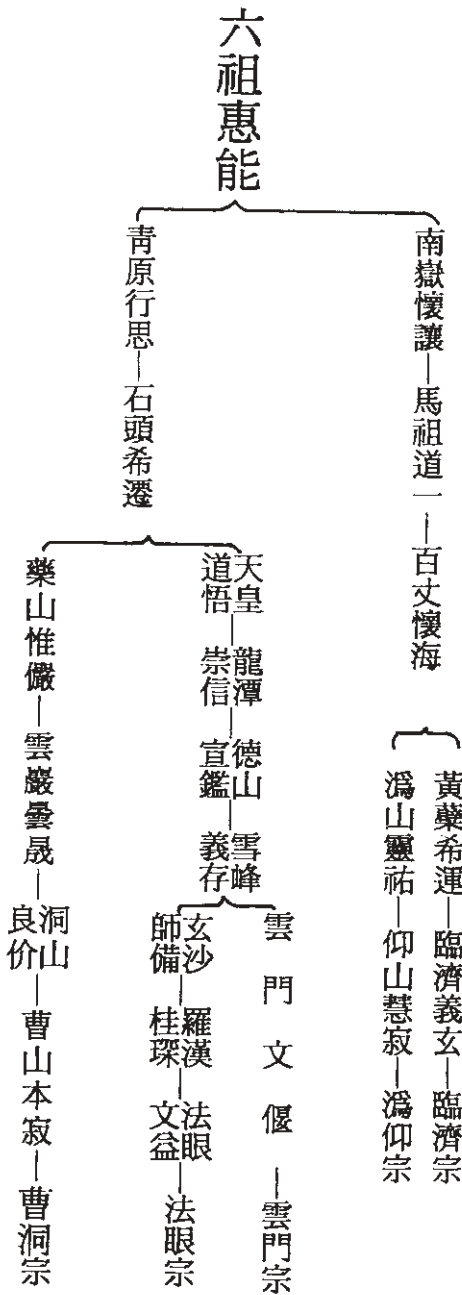 六祖惠能
南嶽懷讓—馬祖道一—百丈懷海
黃蘗希運—臨濟義玄—臨濟宗
潙山靈祐—仰山慧寂—潙仰宗
靑原行思—石頭希遷
天皇道悟—龍潭崇信—德山宣鑑—雪峰義存
雲門文偃—雲門宗
玄沙師備—羅漢桂琛—法眼文益—法眼宗
藥山惟儼—雲巖曇晟—洞山良价—曹山本寂—曹洞宗